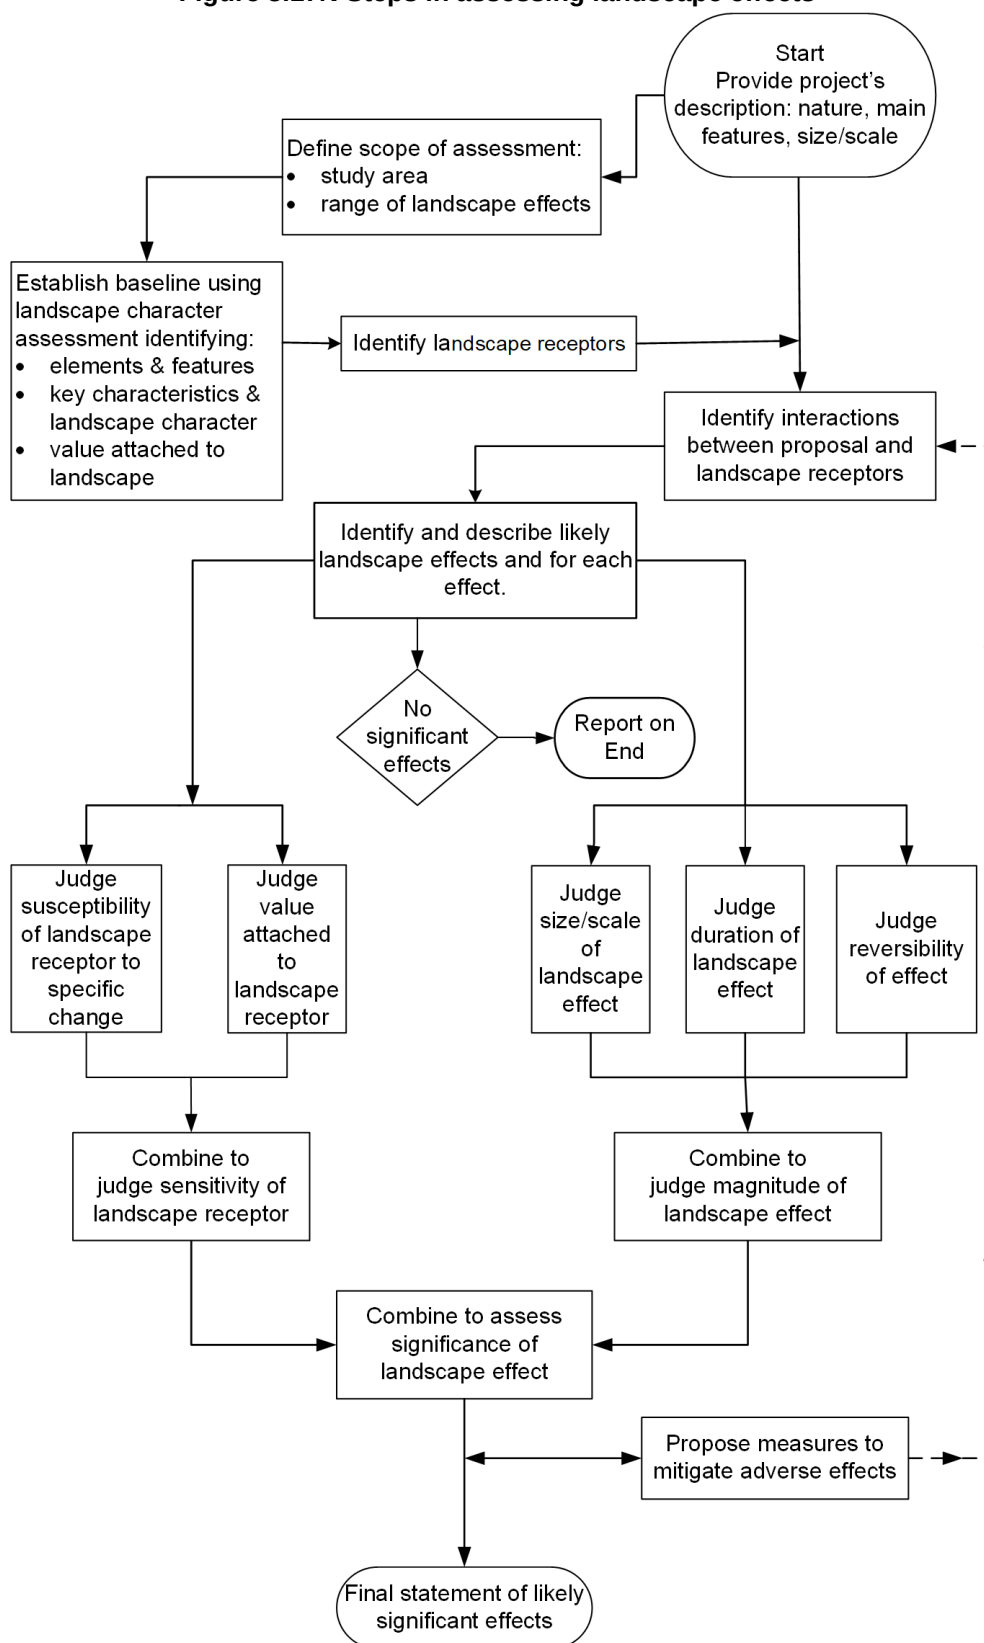 Start
Provide project's
description: nature, main
features, size/scale
Define scope of assessment:
• study area
• range of landscape effects
Establish baseline using
landscape character
assessment identifying:
• elements & features
• key characteristics &
landscape character
• value attached to
landscape
Identify landscape receptors
Identify interactions
between proposal and
landscape receptors
Identify and describe likely
landscape effects and for each
effect.
No
significant
effects
Report on
End
Judge
susceptibility
of landscape
receptor to
specific
change
Judge
value
attached
to
landscape
receptor
Judge
size/scale
of
landscape
effect
Judge
duration of
landscape
effect
Judge
reversibility
of effect
Combine to
judge sensitivity of
landscape receptor
Combine to
judge magnitude of
landscape effect
Combine to assess
significance of
landscape effect
Propose measures to
mitigate adverse effects
Final statement of likely
significant effects